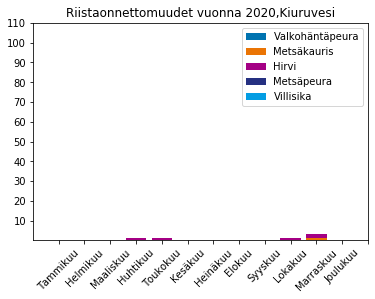 Riistaonnettomuudet vuonna 2020,Kiuruvesi
110
100
90
80
70
60
50
40
30
20
10
Valkohäntäpeura
Metsäkauris
Hirvi
Metsäpeura
Villisika
Tammikuu
Helmikuu
Maaliskuu
Huhtikuu
Toukokuu
Kesäkuu
Heinäkuu
Elokuu
Syyskuu
Lokakuu
Marraskuu
Joulukuu